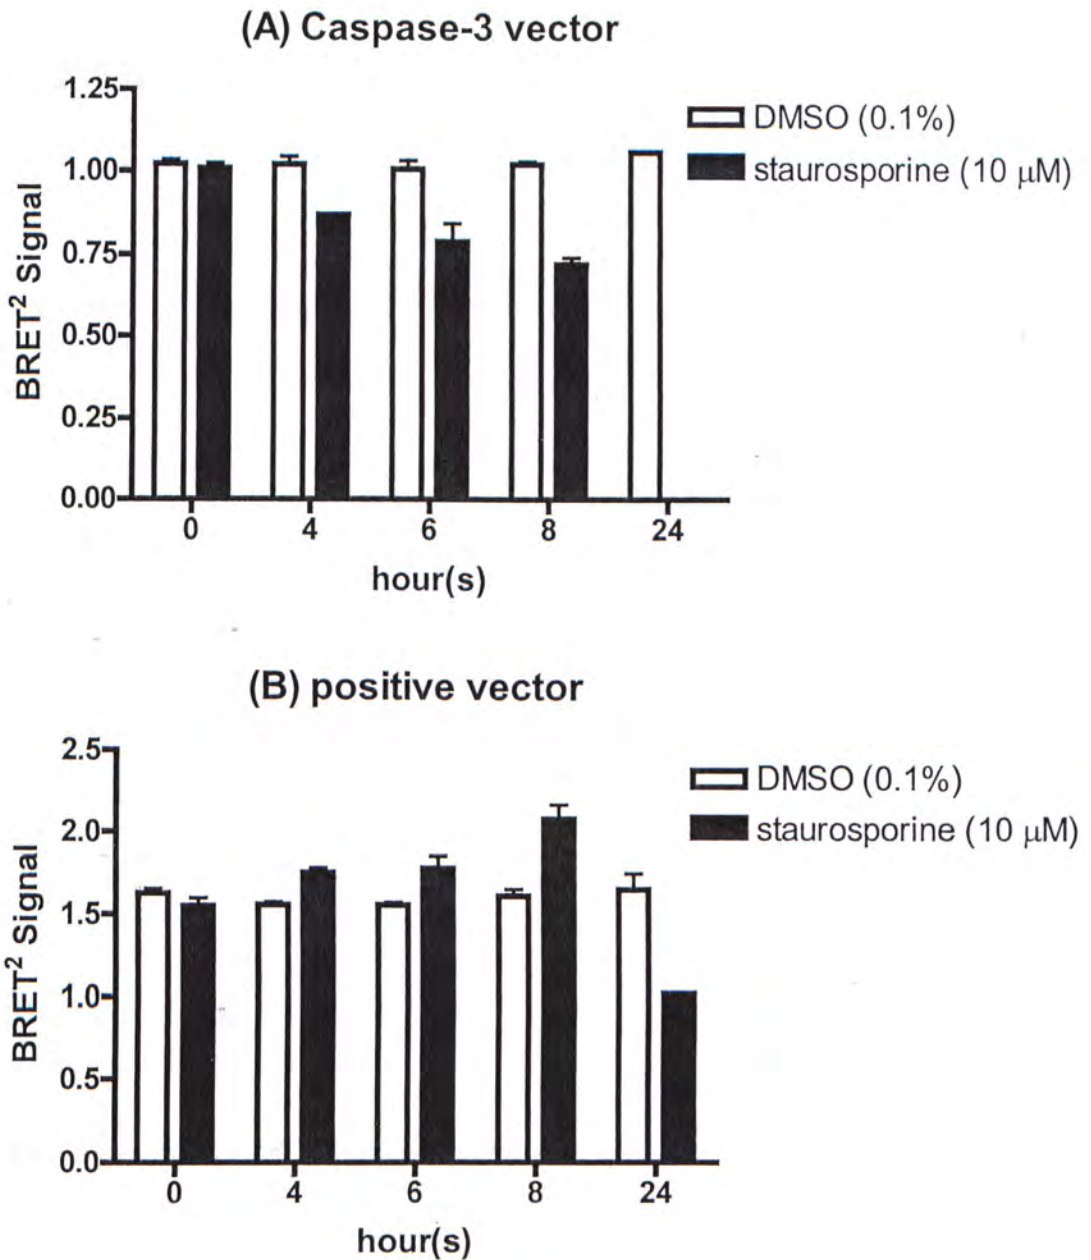 (A) Caspase-3 vector
1.25
1.00
0.75
0.50
0.25
0.00
BRET² Signal
DMSO (0.1%)
staurosporine (10 µM)
0 4 6 8 24
hour(s)
(B) positive vector
2.5
2.0
1.5
1.0
0.5
0.0
BRET² Signal
DMSO (0.1%)
staurosporine (10 µM)
0 4 6 8 24
hour(s)